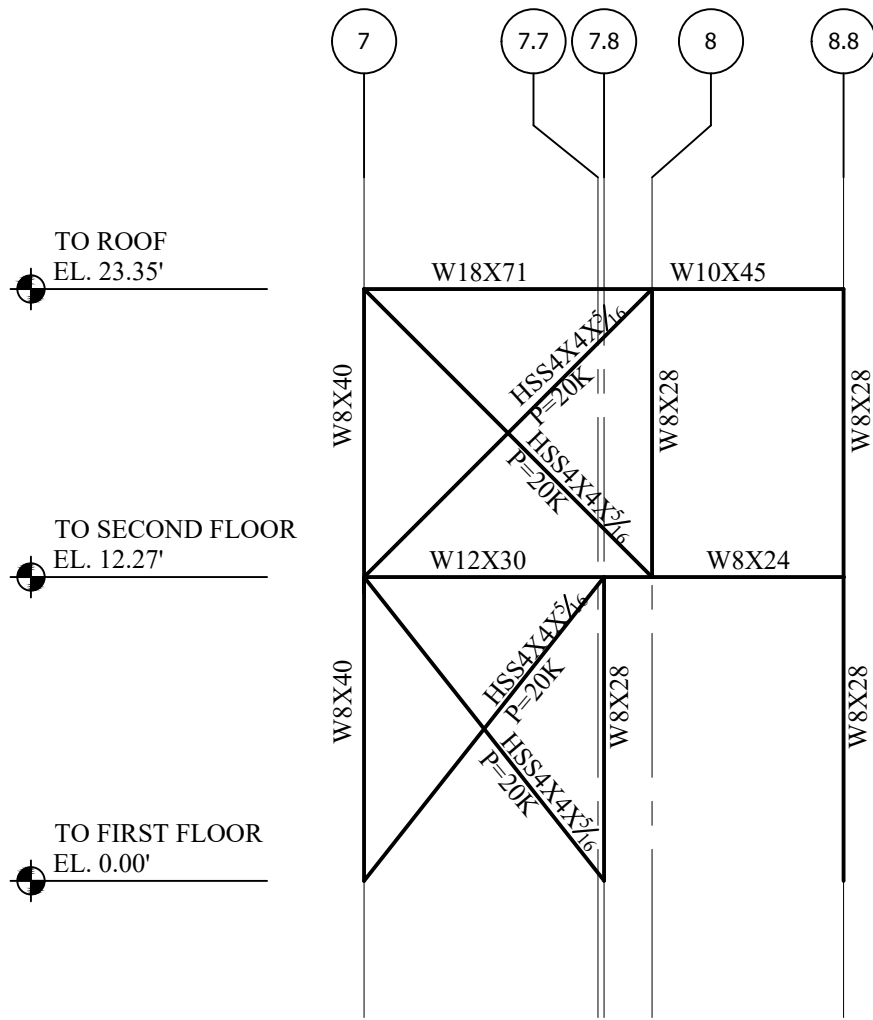 7 7.7 7.8 8 8.8
TO ROOF
EL. 23.35'
W18X71 W10X45
HSS4X4X5/16
P=20K
W8X40 W8X28 W8X28
HSS4X4X5/16
P=20K
TO SECOND FLOOR
EL. 12.27'
W12X30 W8X24
HSS4X4X5/16
P=20K
W8X40 W8X28 W8X28
HSS4X4X5/16
P=20K
TO FIRST FLOOR
EL. 0.00'